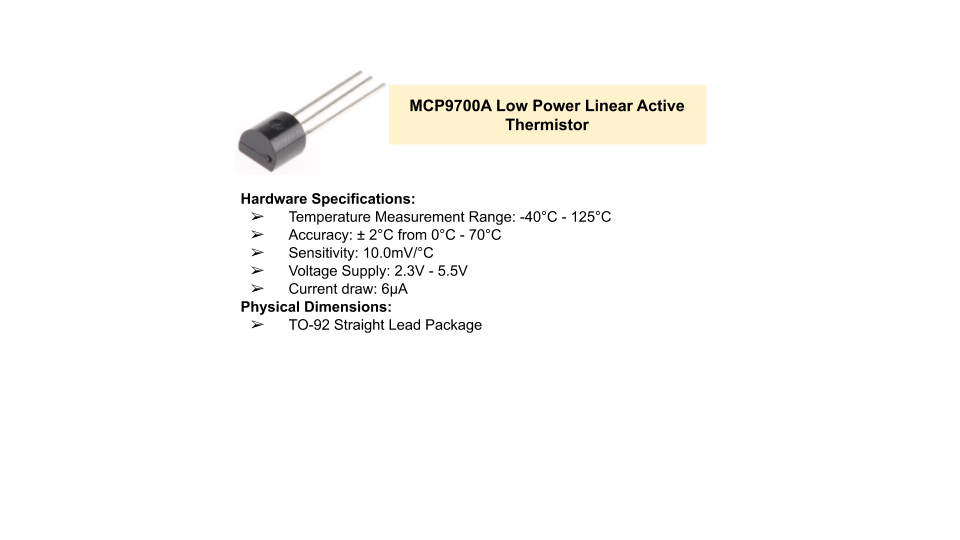 MCP9700A Low Power Linear Active
Thermistor
Hardware Specifications:
➢ Temperature Measurement Range: -40°C - 125°C
➢ Accuracy: ± 2°C from 0°C - 70°C
➢ Sensitivity: 10.0mV/°C
➢ Voltage Supply: 2.3V - 5.5V
➢ Current draw: 6μA
Physical Dimensions:
➢ TO-92 Straight Lead Package